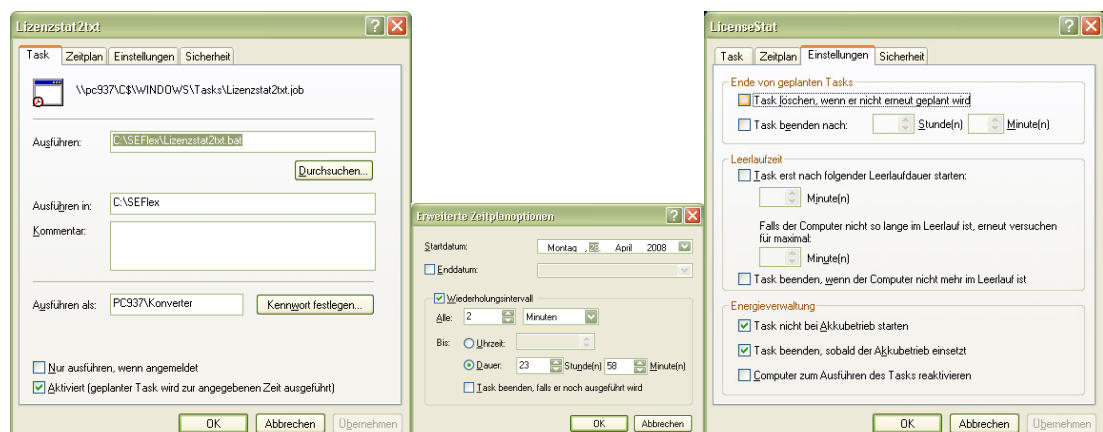 Lizenzstat2txt
Task Zeitplan Einstellungen Sicherheit
\\pc937\C$\WINDOWS\Tasks\Lizenzstat2txt.job
Ausführen: C:\SEFlex\Lizenzstat2txt.bat
Durchsuchen...
Ausführen in: C:\SEFlex
Kommentar:
Ausführen als: PC937\Konverter Kennwort festlegen...
Nur ausführen, wenn angemeldet
Aktiviert (geplanter Task wird zur angegebenen Zeit ausgeführt)
OK Abbrechen Übernehmen
Erweiterte Zeitplanoptionen
Startdatum: Montag , 28. April 2008
Enddatum:
Wiederholungsintervall
Alle: 2 Minuten
Bis: Uhrzeit:
Dauer: 23 Stunde(n) 58 Minute(n)
Task beenden, falls er noch ausgeführt wird
OK Abbrechen
LicenseStat
Task Zeitplan Einstellungen Sicherheit
Ende von geplanten Tasks
Task löschen, wenn er nicht erneut geplant wird
Task beenden nach: Stunde(n) Minute(n)
Leerlaufzeit
Task erst nach folgender Leerlaufdauer starten:
Minute(n)
Falls der Computer nicht so lange im Leerlauf ist, erneut versuchen
für maximal:
Minute(n)
Task beenden, wenn der Computer nicht mehr im Leerlauf ist
Energieverwaltung
Task nicht bei Akkubetrieb starten
Task beenden, sobald der Akkubetrieb einsetzt
Computer zum Ausführen des Tasks reaktivieren
OK Abbrechen Übernehmen